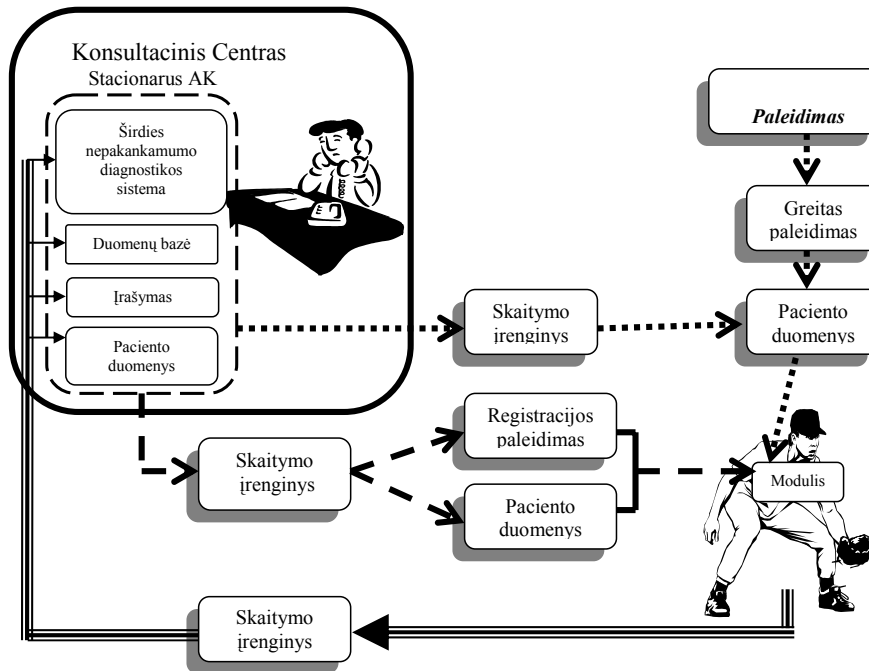 Konsultacinis Centras
Stacionarus AK
Širdies
nepakankamumo
diagnostikos
sistema
Duomenų bazė
Įrašymas
Paciento
duomenys
Paleidimas
Greitas
paleidimas
Skaitymo
įrenginys
Paciento
duomenys
Registracijos
paleidimas
Skaitymo
įrenginys
Paciento
duomenys
Modulis
Skaitymo
įrenginys